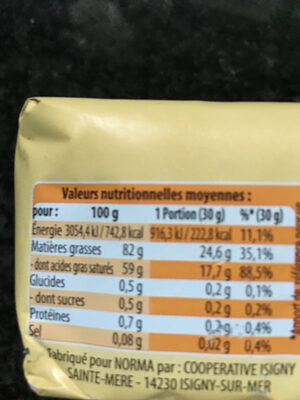 Valeurs nutritionnelles moyennes :
pour : 100 g 1 Portion (30 g) %* (30 g)
Énergie 3054,4 kJ/742,8 kcal 916,3 kJ/222,8 kcal 11,1%
Matières grasses 82 g 24,6 g 35,1%
- dont acides gras saturés 59 g 17,7 g 88,5%
Glucides 0,5 g 0,2 g 0,1%
- dont sucres 0,5 g 0,2 g 0,2%
Protéines 0,7 g 0,2 g 0,4%
Sel 0,08 g 0,02 g 0,4%
Fabriqué pour NORMA par : COOPERATIVE ISIGNY
SAINTE-MERE - 14230 ISIGNY-SUR-MER